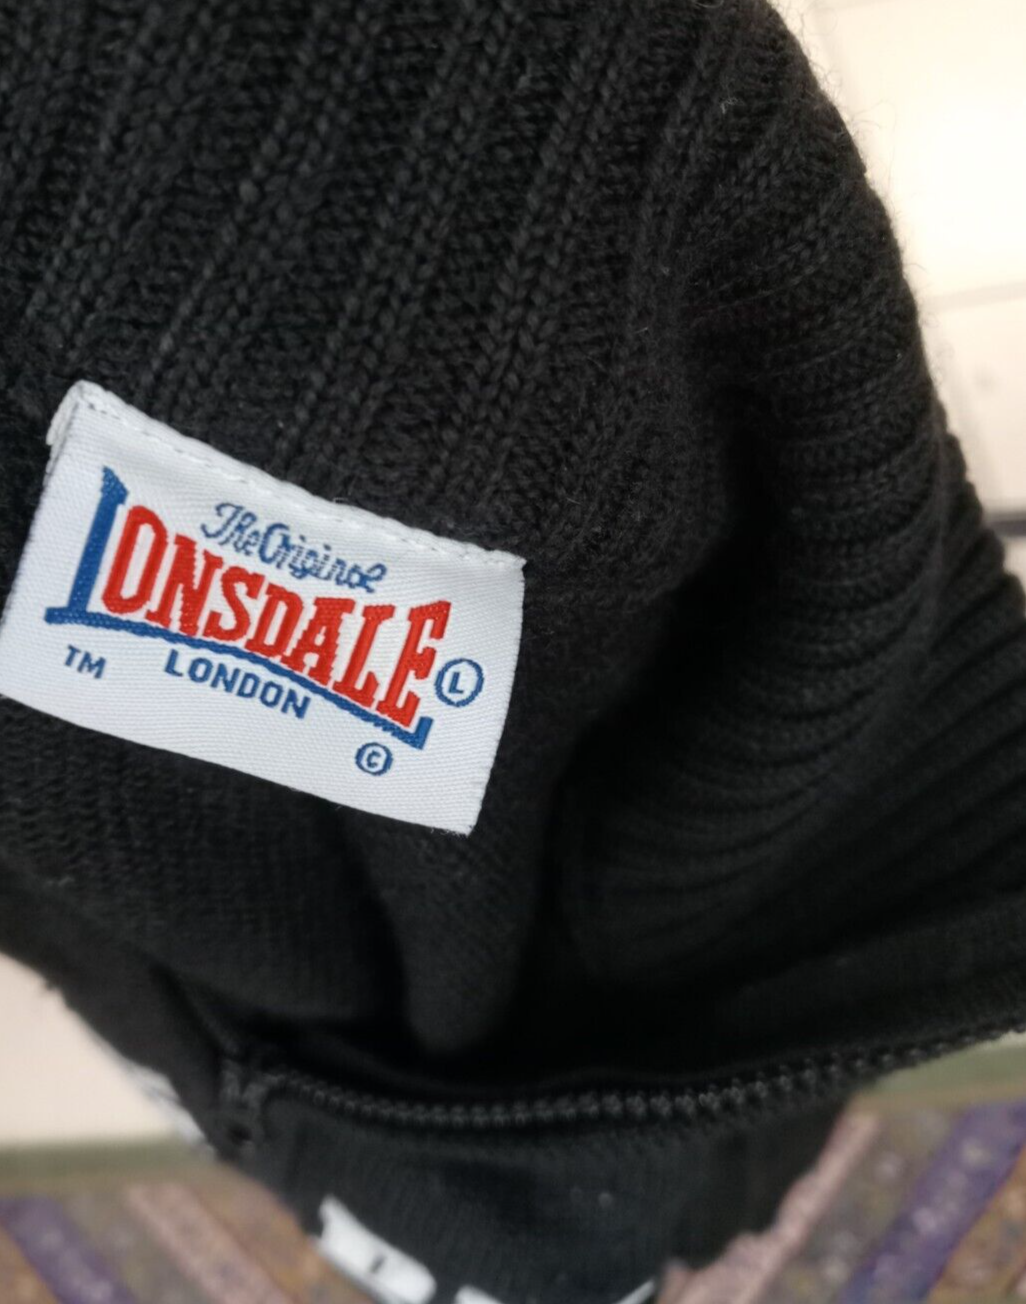 The Original
LONSDALE Ⓛ
TM LONDON
©